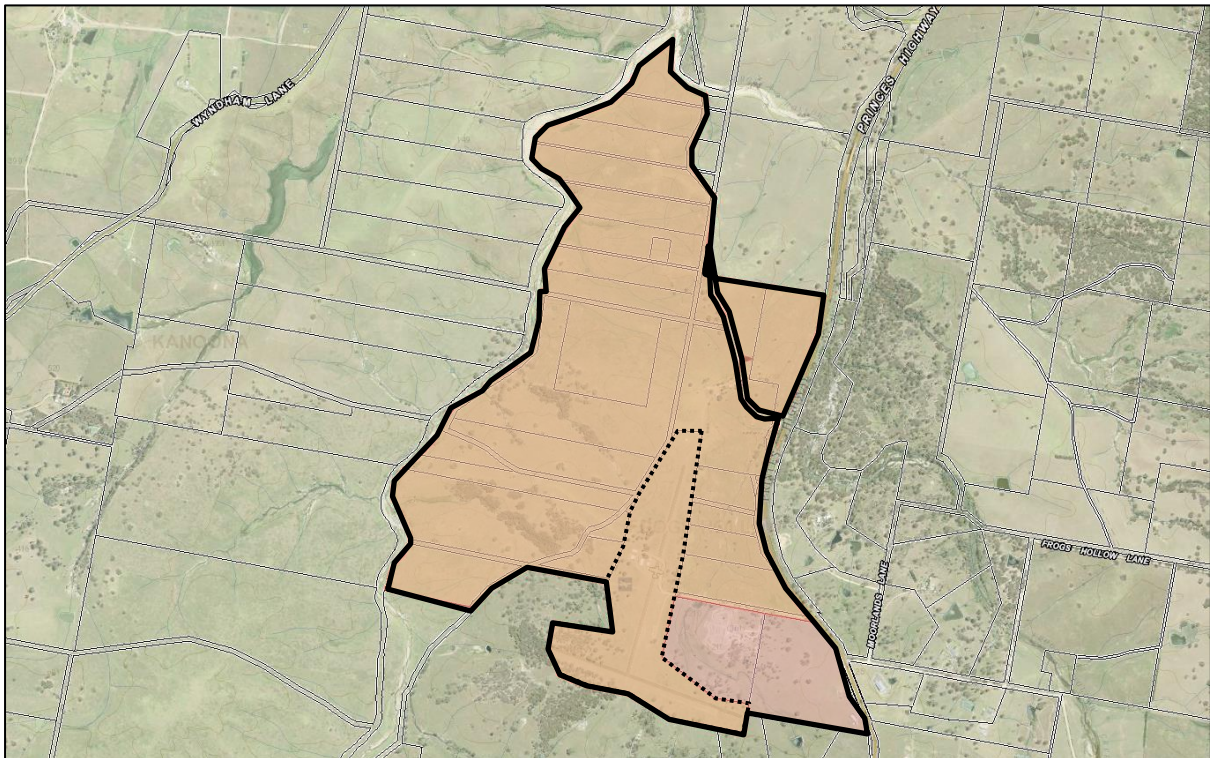 PRINCES HIGHWAY
WYNDHAM LANE
KANOONA
FROGS HOLLOW LANE
MOORLANDS LANE